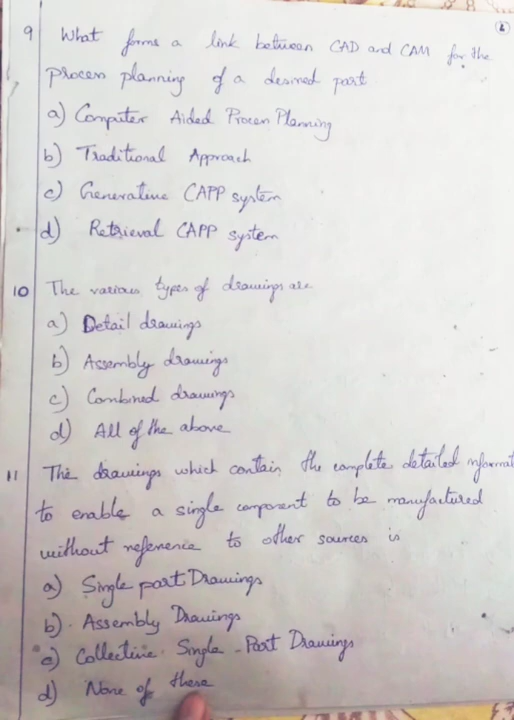 9 What forms a link between CAD and CAM for the
process planning of a desired part
a) Computer Aided Process Planning
b) Traditional Approach
c) Generative CAPP system
d) Retrieval CAPP system
10 The various types of drawings are
a) Detail drawings
b) Assembly drawings
c) Combined drawings
d) All of the above
11 The drawings which contain the complete detailed informat
to enable a single component to be manufactured
without reference to other sources is
a) Single part Drawings
b) Assembly Drawings
c) Collective Single-Part Drawings
d) None of these